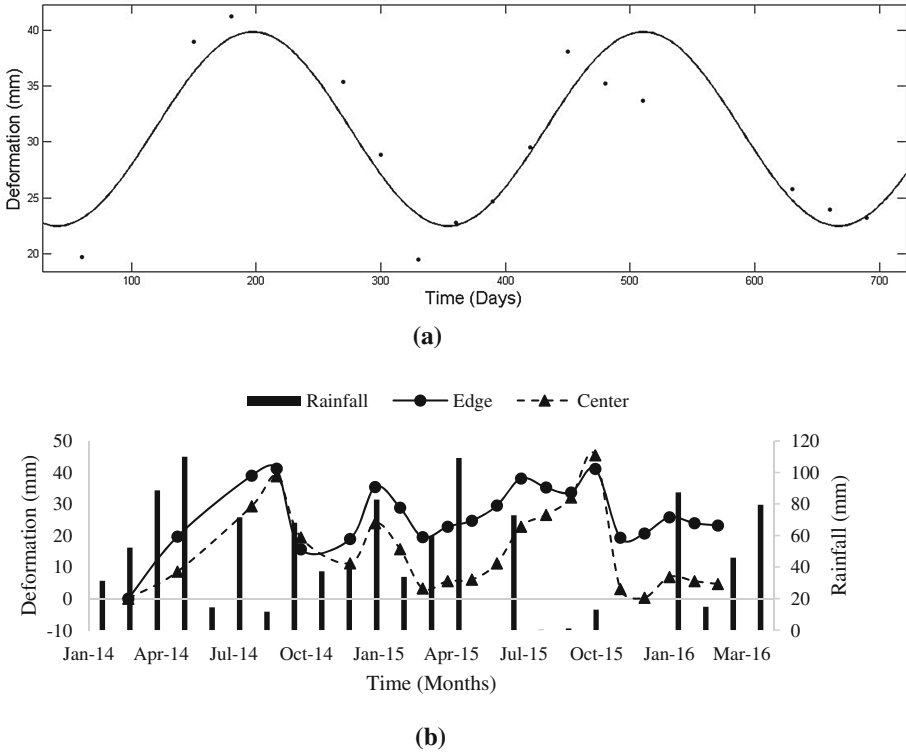 40
35
30
25
20
Deformation (mm)
100 200 300 400 500 600 700
Time (Days)
(a)
Rainfall Edge Center
50 120
40 100
30 80
20 60
10 40
0 20
-10 0
Deformation (mm)
Rainfall (mm)
Jan-14 Apr-14 Jul-14 Oct-14 Jan-15 Apr-15 Jul-15 Oct-15 Jan-16 Mar-16
Time (Months)
(b)